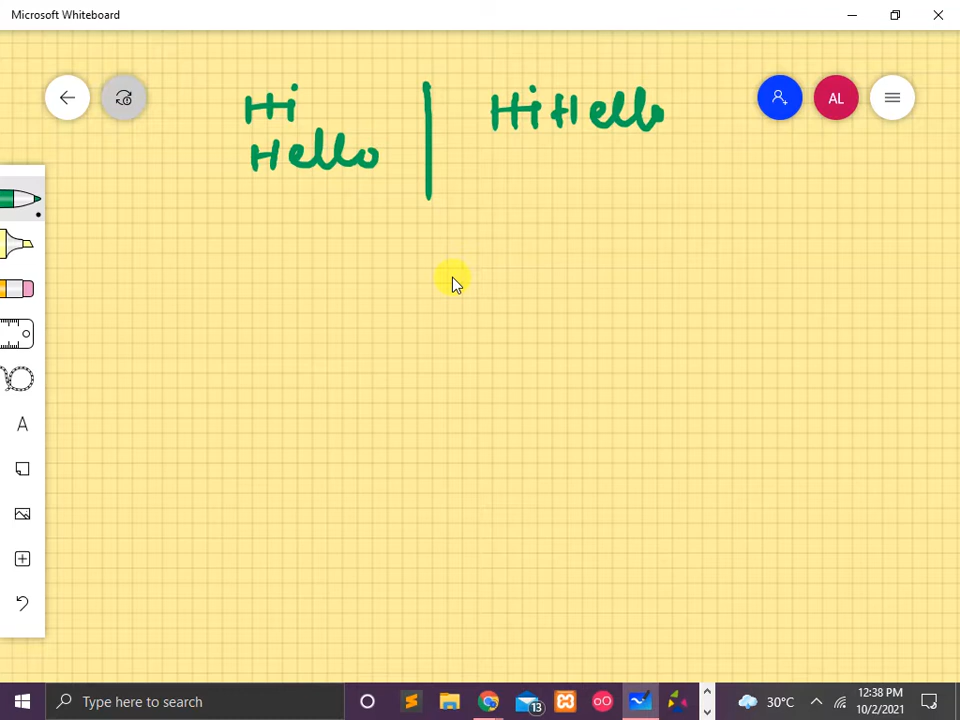 Microsoft Whiteboard
Hi
Hello
HiHello
AL
A
Type here to search
13
30°C
12:38 PM
10/2/2021